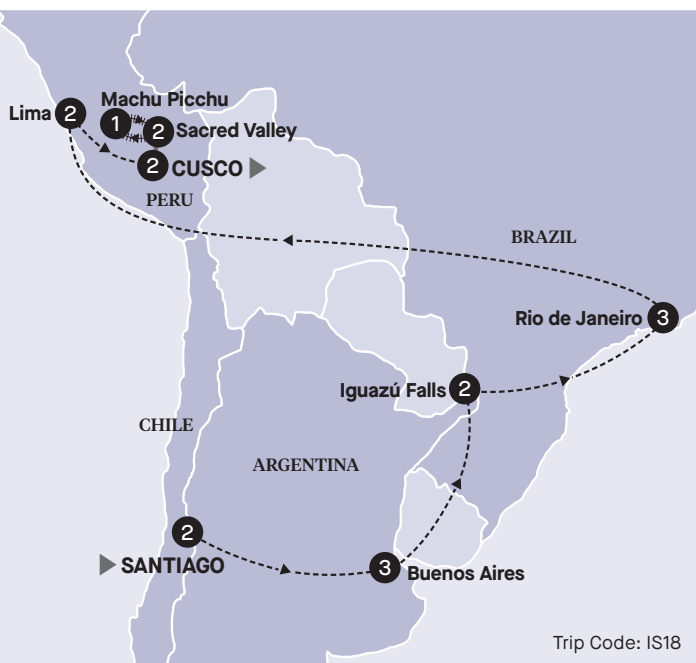 Machu Picchu
Lima 2
1
2 Sacred Valley
2 CUSCO
PERU
BRAZIL
Rio de Janeiro 3
Iguazú Falls 2
CHILE
ARGENTINA
2
SANTIAGO
3 Buenos Aires
Trip Code: IS18